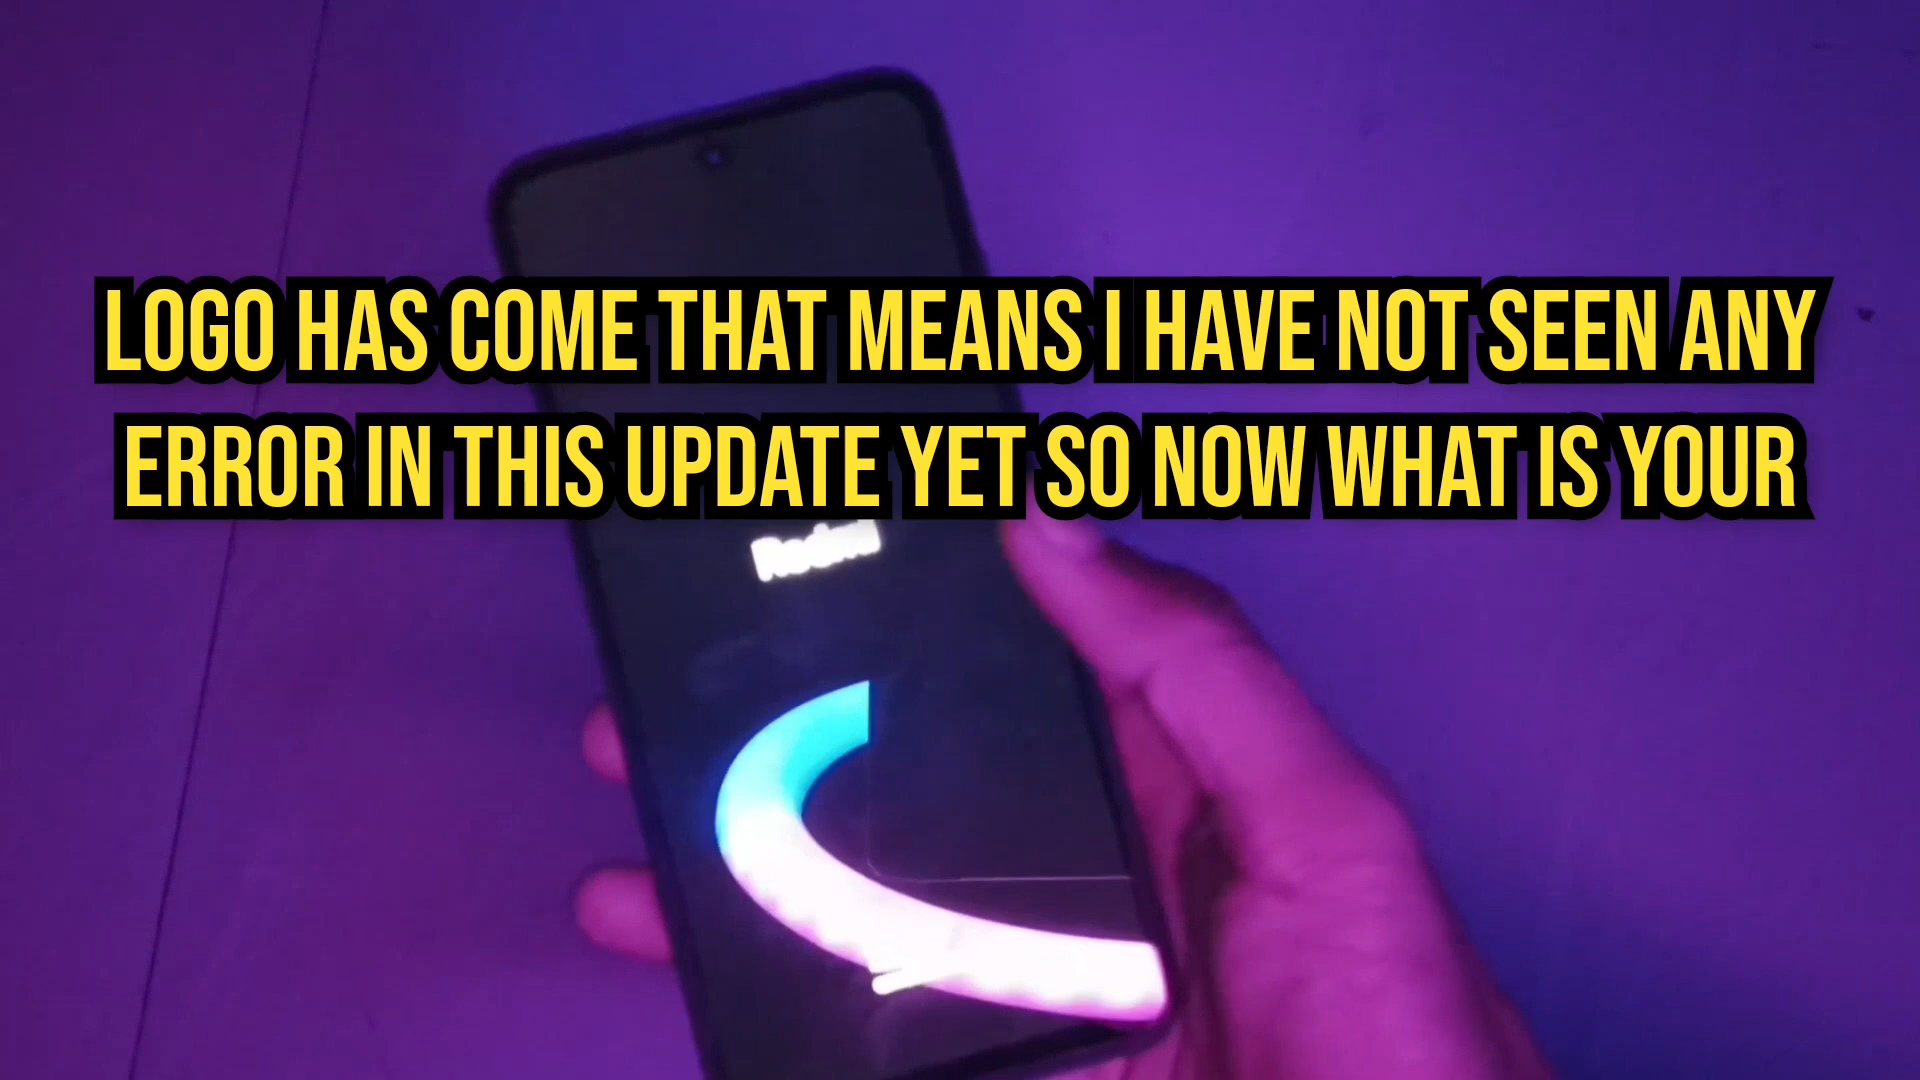 LOGO HAS COME THAT MEANS I HAVE NOT SEEN ANY
ERROR IN THIS UPDATE YET SO NOW WHAT IS YOUR
Redmi